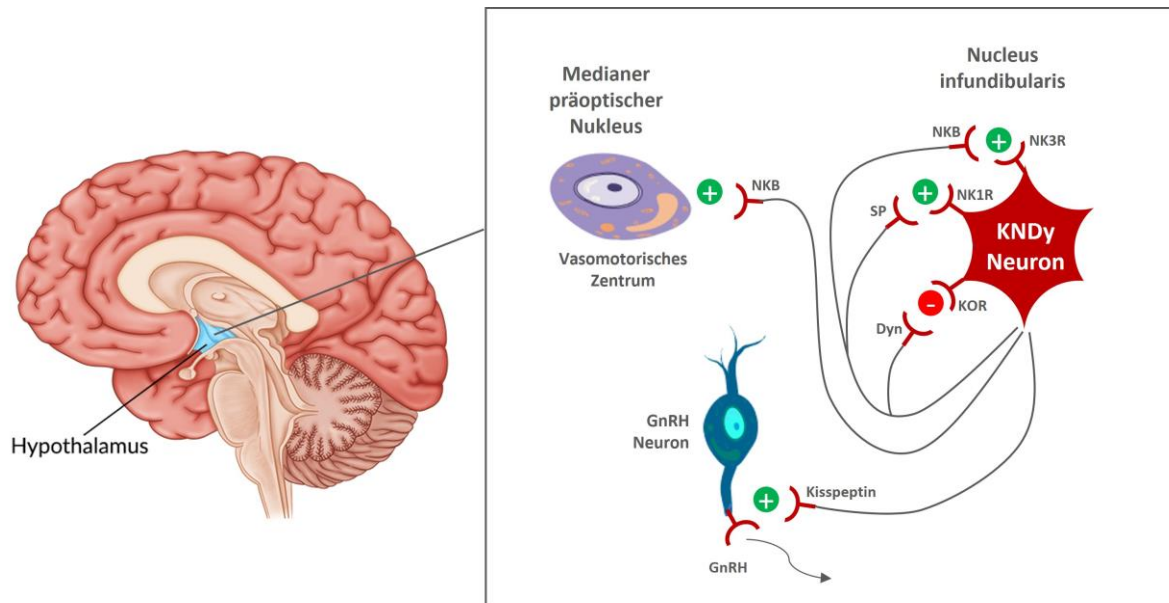 Medianer
präoptischer
Nukleus
Vasomotorisches
Zentrum
+
NKB
Nucleus
infundibularis
NKB
+
NK3R
SP
+
NK1R
KNDy
Neuron
-
KOR
Dyn
Hypothalamus
GnRH
Neuron
+
Kisspeptin
GnRH